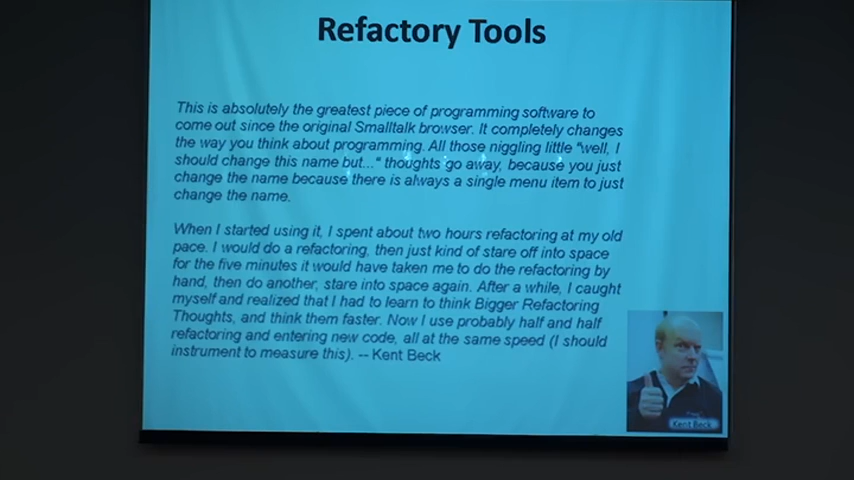 Refactory Tools
This is absolutely the greatest piece of programming software to
come out since the original Smalltalk browser. It completely changes
the way you think about programming. All those niggling little "well, I
should change this name but..." thoughts go away, because you just
change the name because there is always a single menu item to just
change the name.
When I started using it, I spent about two hours refactoring at my old
pace. I would do a refactoring, then just kind of stare off into space
for the five minutes it would have taken me to do the refactoring by
hand, then do another, stare into space again. After a while, I caught
myself and realized that I had to learn to think Bigger Refactoring
Thoughts, and think them faster. Now I use probably half and half
refactoring and entering new code, all at the same speed (I should
instrument to measure this). -- Kent Beck
Kent Beck